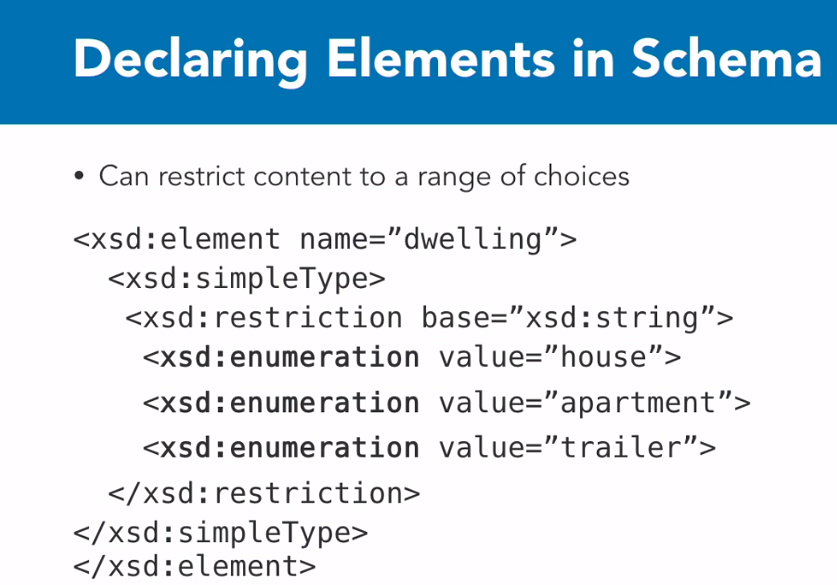 Declaring Elements in Schema
• Can restrict content to a range of choices
<xsd:element name=”dwelling”>
<xsd:simpleType>
<xsd:restriction base=”xsd:string”>
<xsd:enumeration value=”house”>
<xsd:enumeration value=”apartment”>
<xsd:enumeration value=”trailer”>
</xsd:restriction>
</xsd:simpleType>
</xsd:element>